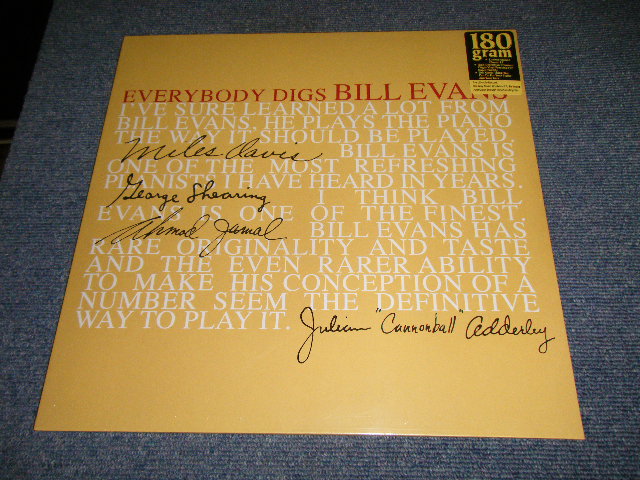 180
gram
EVERYBODY DIGS BILL EVANS
I'VE SURE LEARNED A LOT FROM
BILL EVANS. HE PLAYS THE PIANO
THE WAY IT SHOULD BE PLAYED.
Miles Davis BILL EVANS IS
ONE OF THE MOST REFRESHING
PIANISTS I HAVE HEARD IN YEARS.
George Shearing I THINK BILL
EVANS IS ONE OF THE FINEST.
Ahmad Jamal BILL EVANS HAS
RARE ORIGINALITY AND TASTE
AND THE EVEN RARER ABILITY
TO MAKE HIS CONCEPTION OF A
NUMBER SEEM THE DEFINITIVE
WAY TO PLAY IT. Julian "Cannonball" Adderley